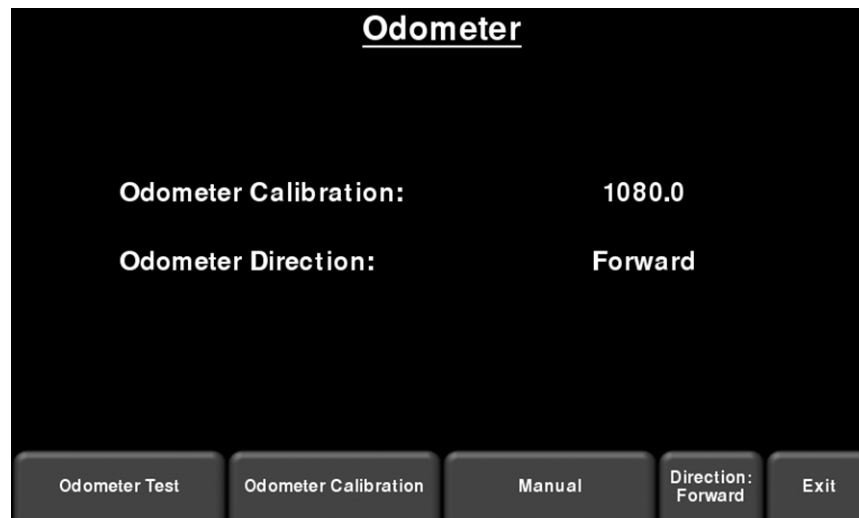 Odometer
Odometer Calibration: 1080.0
Odometer Direction: Forward
Odometer Test
Odometer Calibration
Manual
Direction:
Forward
Exit